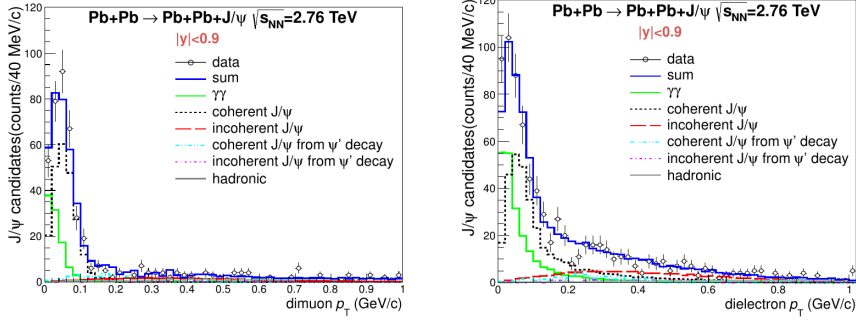 Pb+Pb → Pb+Pb+J/ψ √sNN=2.76 TeV
|y|<0.9
data
sum
γγ
coherent J/ψ
incoherent J/ψ
coherent J/ψ from ψ' decay
incoherent J/ψ from ψ' decay
hadronic
J/ψ candidates(counts/40 MeV/c)
120
100
80
60
40
20
0
0 0.1 0.2 0.3 0.4 0.5 0.6 0.7 0.8 0.9 1
dimuon pT (GeV/c)
Pb+Pb → Pb+Pb+J/ψ √sNN=2.76 TeV
|y|<0.9
data
sum
γγ
coherent J/ψ
incoherent J/ψ
coherent J/ψ from ψ' decay
incoherent J/ψ from ψ' decay
hadronic
J/ψ candidates(counts/40 MeV/c)
120
100
80
60
40
20
0
0 0.2 0.4 0.6 0.8 1
dielectron pT (GeV/c)